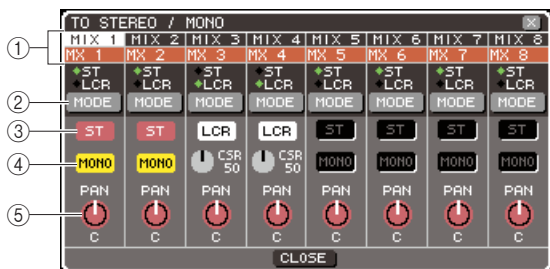 TO STEREO / MONO
MIX 1 MIX 2 MIX 3 MIX 4 MIX 5 MIX 6 MIX 7 MIX 8
MX 1 MX 2 MX 3 MX 4 MX 5 MX 6 MX 7 MX 8
ST ST ST ST ST ST ST ST
LCR LCR LCR LCR LCR LCR LCR LCR
MODE MODE MODE MODE MODE MODE MODE MODE
ST ST LCR LCR ST ST ST ST
MONO MONO CSR 50 CSR 50 MONO MONO MONO MONO
PAN PAN PAN PAN PAN PAN PAN PAN
C C C C C C C C
CLOSE
1
2
3
4
5